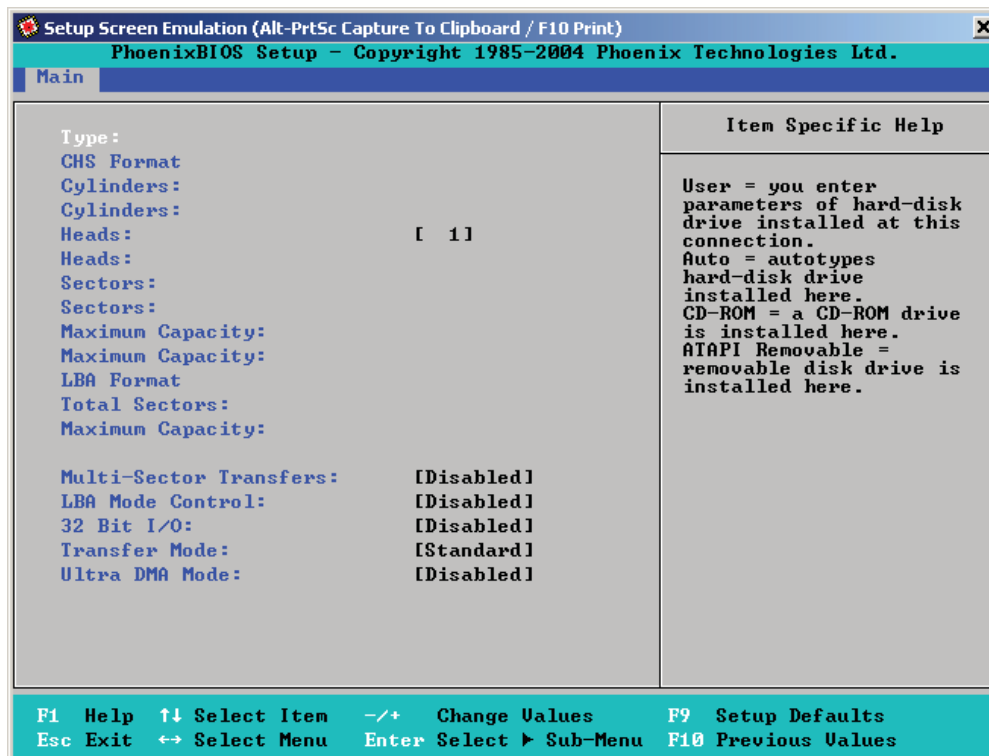 Setup Screen Emulation (Alt-PrtSc Capture To Clipboard / F10 Print)
PhoenixBIOS Setup - Copyright 1985-2004 Phoenix Technologies Ltd.
Main
Type:
CHS Format
Cylinders:
Cylinders:
Heads: [ 1]
Heads:
Sectors:
Sectors:
Maximum Capacity:
Maximum Capacity:
LBA Format
Total Sectors:
Maximum Capacity:
Multi-Sector Transfers: [Disabled]
LBA Mode Control: [Disabled]
32 Bit I/O: [Disabled]
Transfer Mode: [Standard]
Ultra DMA Mode: [Disabled]
Item Specific Help
User = you enter
parameters of hard-disk
drive installed at this
connection.
Auto = autotypes
hard-disk drive
installed here.
CD-ROM = a CD-ROM drive
is installed here.
ATAPI Removable =
removable disk drive is
installed here.
F1 Help ↑↓ Select Item -/+ Change Values F9 Setup Defaults
Esc Exit ↔ Select Menu Enter Select ▶ Sub-Menu F10 Previous Values